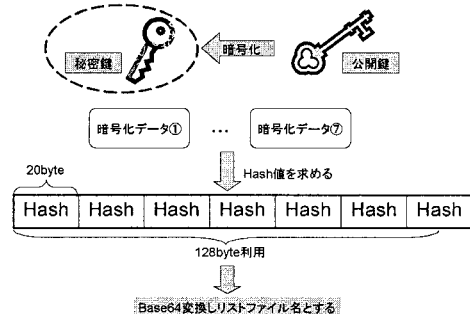 秘密鍵 暗号化 公開鍵
暗号化データ① … 暗号化データ⑦
Hash値を求める
20byte
Hash Hash Hash Hash Hash Hash Hash
128byte利用
Base64変換しリストファイル名とする